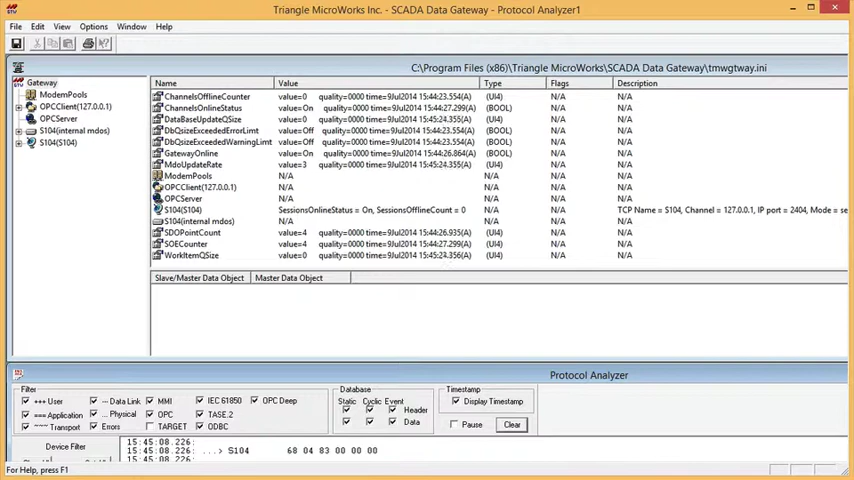 Triangle MicroWorks Inc. - SCADA Data Gateway - Protocol Analyzer1
File Edit View Options Window Help
C:\Program Files (x86)\Triangle MicroWorks\SCADA Data Gateway\tmwgtway.ini
Gateway
ModemPools
OPCClient(127.0.0.1)
OPCServer
S104(internal mdos)
S104(S104)
Name Value Type Flags Description
ChannelsOfflineCounter value=0 quality=0000 time=9Jul2014 15:44:23.554(A) (UI4) N/A N/A
ChannelsOnlineStatus value=On quality=0000 time=9Jul2014 15:44:27.299(A) (BOOL) N/A N/A
DataBaseUpdateQSize value=0 quality=0000 time=9Jul2014 15:45:24.355(A) (UI4) N/A N/A
DbQsizeExceededErrorLimt value=Off quality=0000 time=9Jul2014 15:44:23.554(A) (BOOL) N/A N/A
DbQsizeExceededWarningLimt value=Off quality=0000 time=9Jul2014 15:44:23.554(A) (BOOL) N/A N/A
GatewayOnline value=On quality=0000 time=9Jul2014 15:44:26.864(A) (BOOL) N/A N/A
MdoUpdateRate value=3 quality=0000 time=9Jul2014 15:45:24.355(A) (UI4) N/A N/A
ModemPools N/A N/A N/A N/A
OPCClient(127.0.0.1) N/A N/A N/A N/A
OPCServer N/A N/A N/A N/A
S104(S104) SessionsOnlineStatus = On, SessionsOfflineCount = 0 N/A N/A TCP Name = S104, Channel = 127.0.0.1, IP port = 2404, Mode = se
S104(internal mdos) N/A N/A N/A N/A
SDOPointCount value=4 quality=0000 time=9Jul2014 15:44:26.935(A) (UI4) N/A N/A
SOECounter value=4 quality=0000 time=9Jul2014 15:44:27.299(A) (UI4) N/A N/A
WorkItemQSize value=0 quality=0000 time=9Jul2014 15:45:24.356(A) (UI4) N/A N/A
Slave/Master Data Object Master Data Object
Protocol Analyzer
Filter Database Timestamp
+++ User --- Data Link MMI IEC 61850 OPC Deep Static Cyclic Event Display Timestamp
=== Application ... Physical OPC TASE.2 Header
~~~ Transport Errors TARGET ODBC Data Pause Clear
Device Filter
15:45:08.226:
15:45:08.226: ...> S104 68 04 83 00 00 00
For Help, press F1